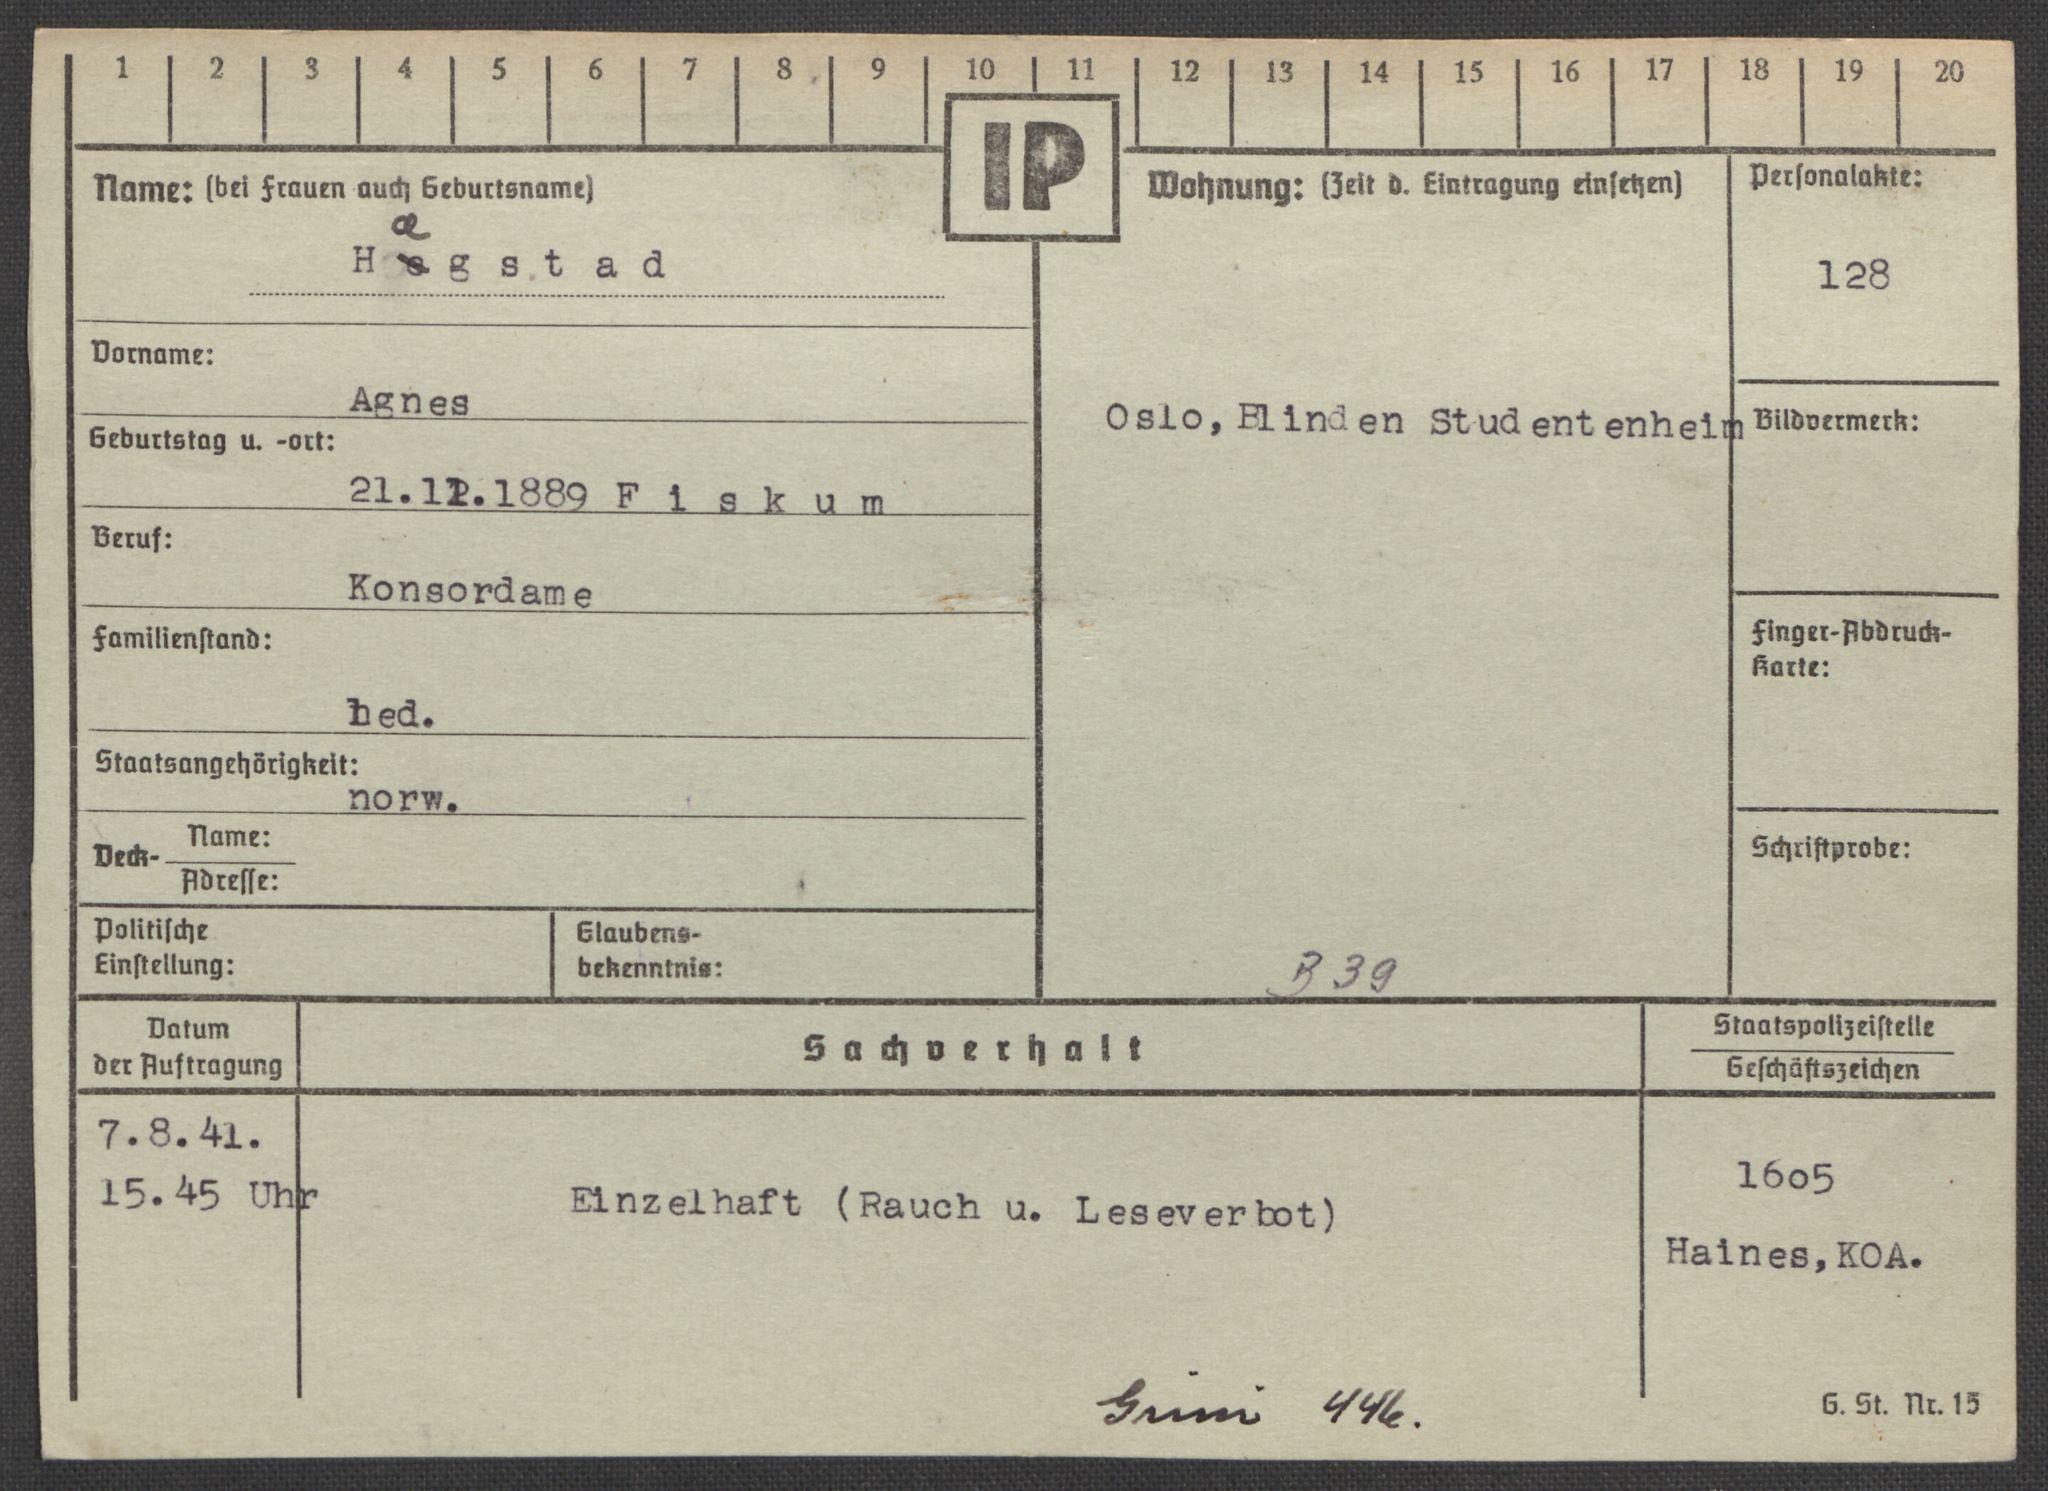 1 2 3 4 5 6 7 8 9 10 11 12 13 14 15 16 17 18 19 20
IP
Name: (bei Frauen auch Geburtsname)
æ
Hegstad
Vorname:
Agnes
Geburtstag u. -ort:
21.12.1889 Fiskum
Beruf:
Konsordame
Familienstand:
led.
Staatsangehörigkeit:
norw.
Deck- Name:
Adresse:
Politische
Einstellung:
Glaubens-
bekenntnis:
Wohnung: (Zeit d. Eintragung einsetzen)
Oslo, Blinden Studentenheim
B 39
Personalakte:
128
Bildvermerk:
Finger-Abdruck-
Karte:
Schriftprobe:
Datum
der Auftragung
Sachverhalt
Staatspolizeistelle
Geschäftszeichen
7.8.41.
15.45 Uhr
Einzelhaft (Rauch u. Leseverbot)
1605
Haines, KOA.
Grini 446.
G. St. Nr. 15